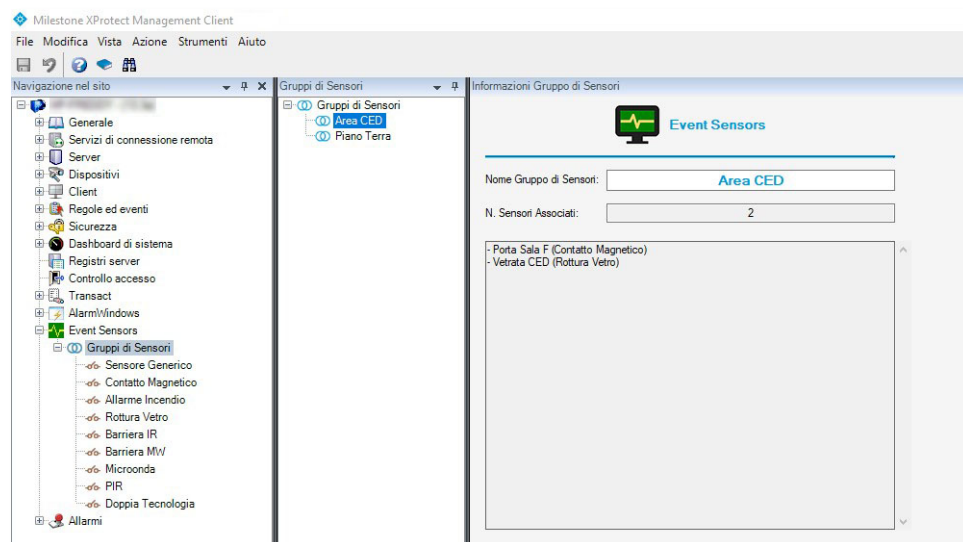 Milestone XProtect Management Client
File Modifica Vista Azione Strumenti Aiuto
Navigazione nel sito
Generale
Servizi di connessione remota
Server
Dispositivi
Client
Regole ed eventi
Sicurezza
Dashboard di sistema
Registri server
Controllo accesso
Transact
AlarmWindows
Event Sensors
Gruppi di Sensori
Sensore Generico
Contatto Magnetico
Allarme Incendio
Rottura Vetro
Barriera IR
Barriera MW
Microonda
PIR
Doppia Tecnologia
Allarmi
Gruppi di Sensori
Gruppi di Sensori
Area CED
Piano Terra
Informazioni Gruppo di Sensori
Event Sensors
Nome Gruppo di Sensori: Area CED
N. Sensori Associati: 2
- Porta Sala F (Contatto Magnetico)
- Vetrata CED (Rottura Vetro)